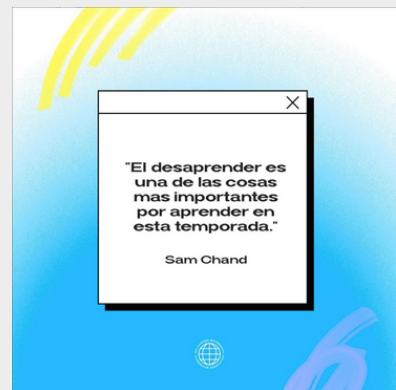 "El desaprender es
una de las cosas
mas importantes
por aprender en
esta temporada."
Sam Chand